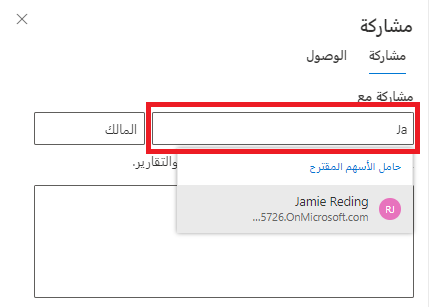 مشاركة
مشاركة الوصول
مشاركة مع
Ja المالك
والتقارير.
حامل الأسهم المقترح
Jamie Reding
RJ
...5726.OnMicrosoft.com